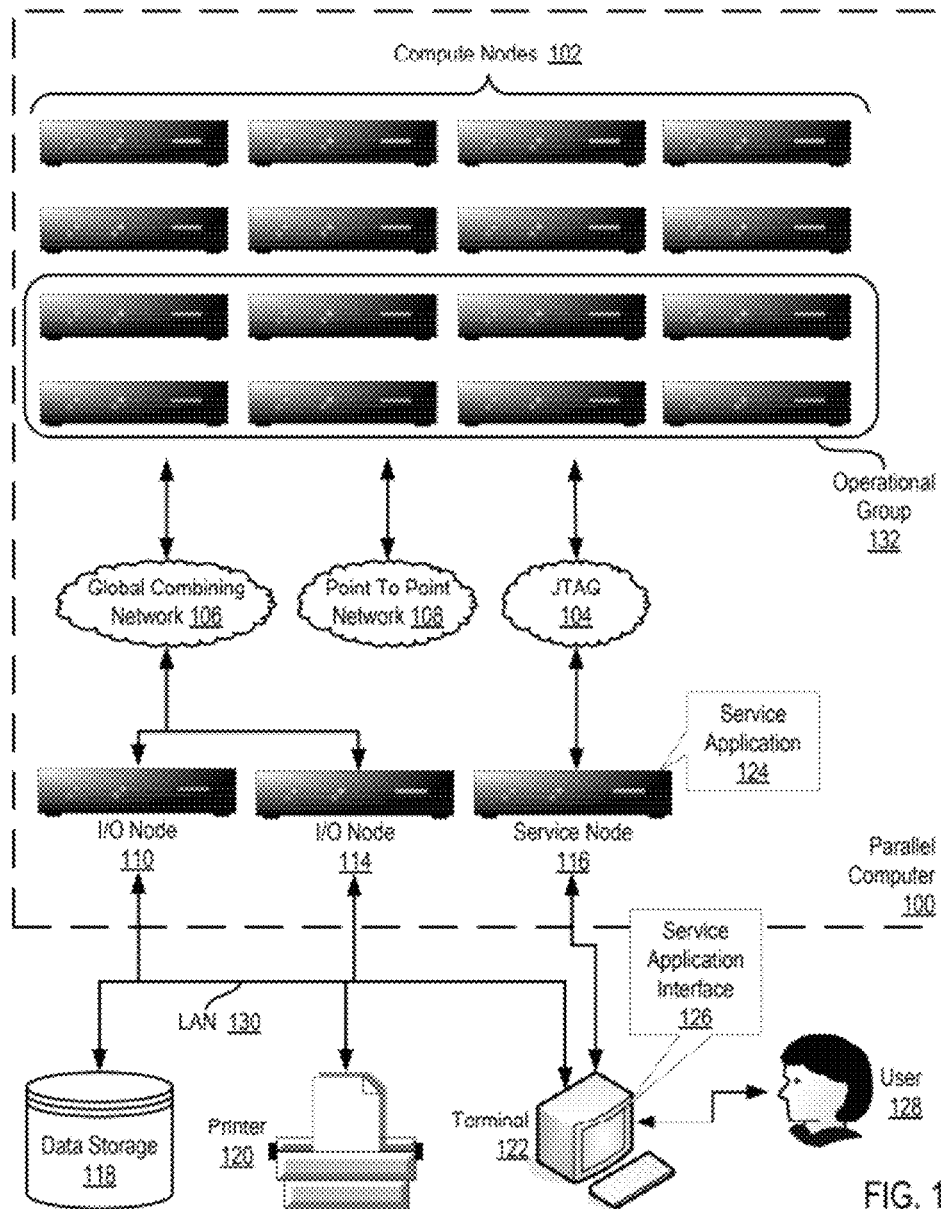 Compute Nodes 102
Operational
Group
132
Global Combining
Network 106
Point To Point
Network 108
JTAG
104
Service
Application
124
I/O Node
110
I/O Node
114
Service Node
116
Parallel
Computer
100
Service
Application
Interface
126
LAN 130
Data Storage
118
Printer
120
Terminal
122
User
128
FIG. 1